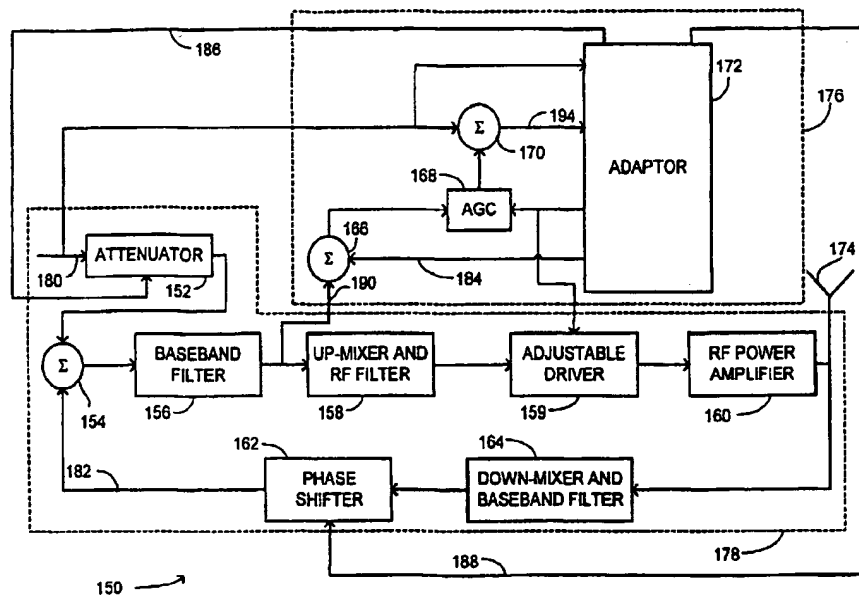 186
172
176
Σ
194
170
168
ADAPTOR
AGC
166
Σ
174
ATTENUATOR
180
152
184
190
Σ
154
BASEBAND
FILTER
156
UP-MIXER AND
RF FILTER
158
ADJUSTABLE
DRIVER
159
RF POWER
AMPLIFIER
160
162
164
182
PHASE
SHIFTER
DOWN-MIXER AND
BASEBAND FILTER
178
188
150